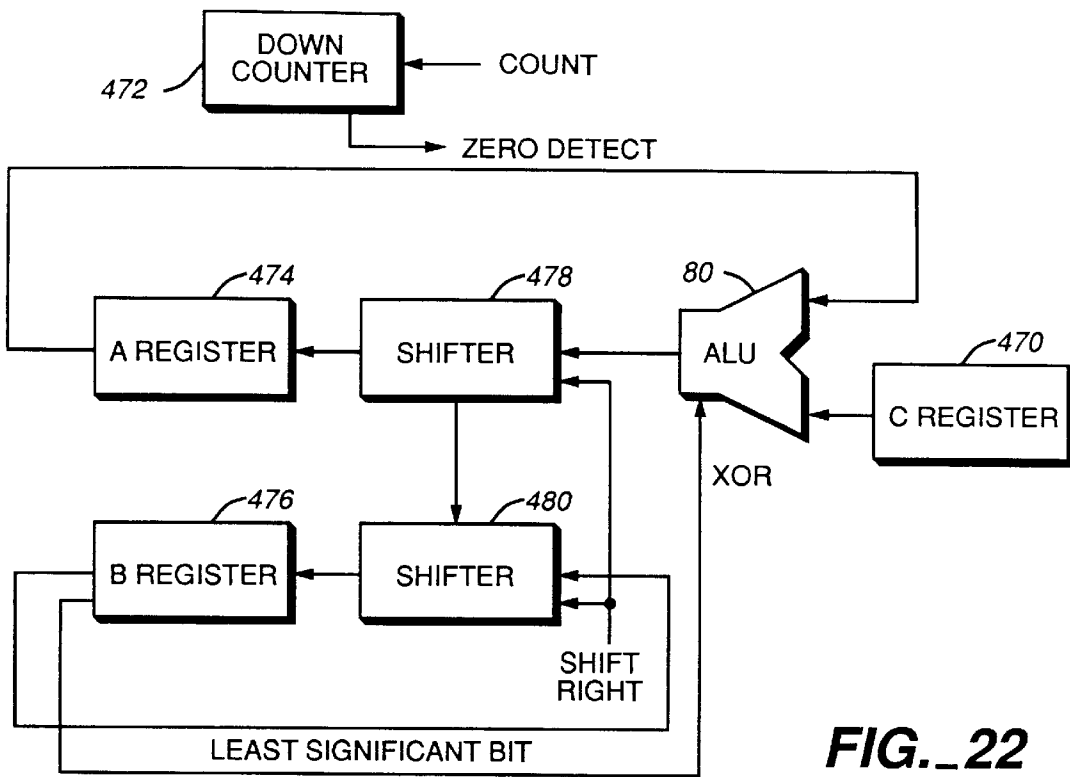 DOWN
COUNTER
COUNT
472
ZERO DETECT
474
478
80
470
A REGISTER
SHIFTER
ALU
C REGISTER
XOR
476
480
B REGISTER
SHIFTER
SHIFT
RIGHT
LEAST SIGNIFICANT BIT
FIG._22